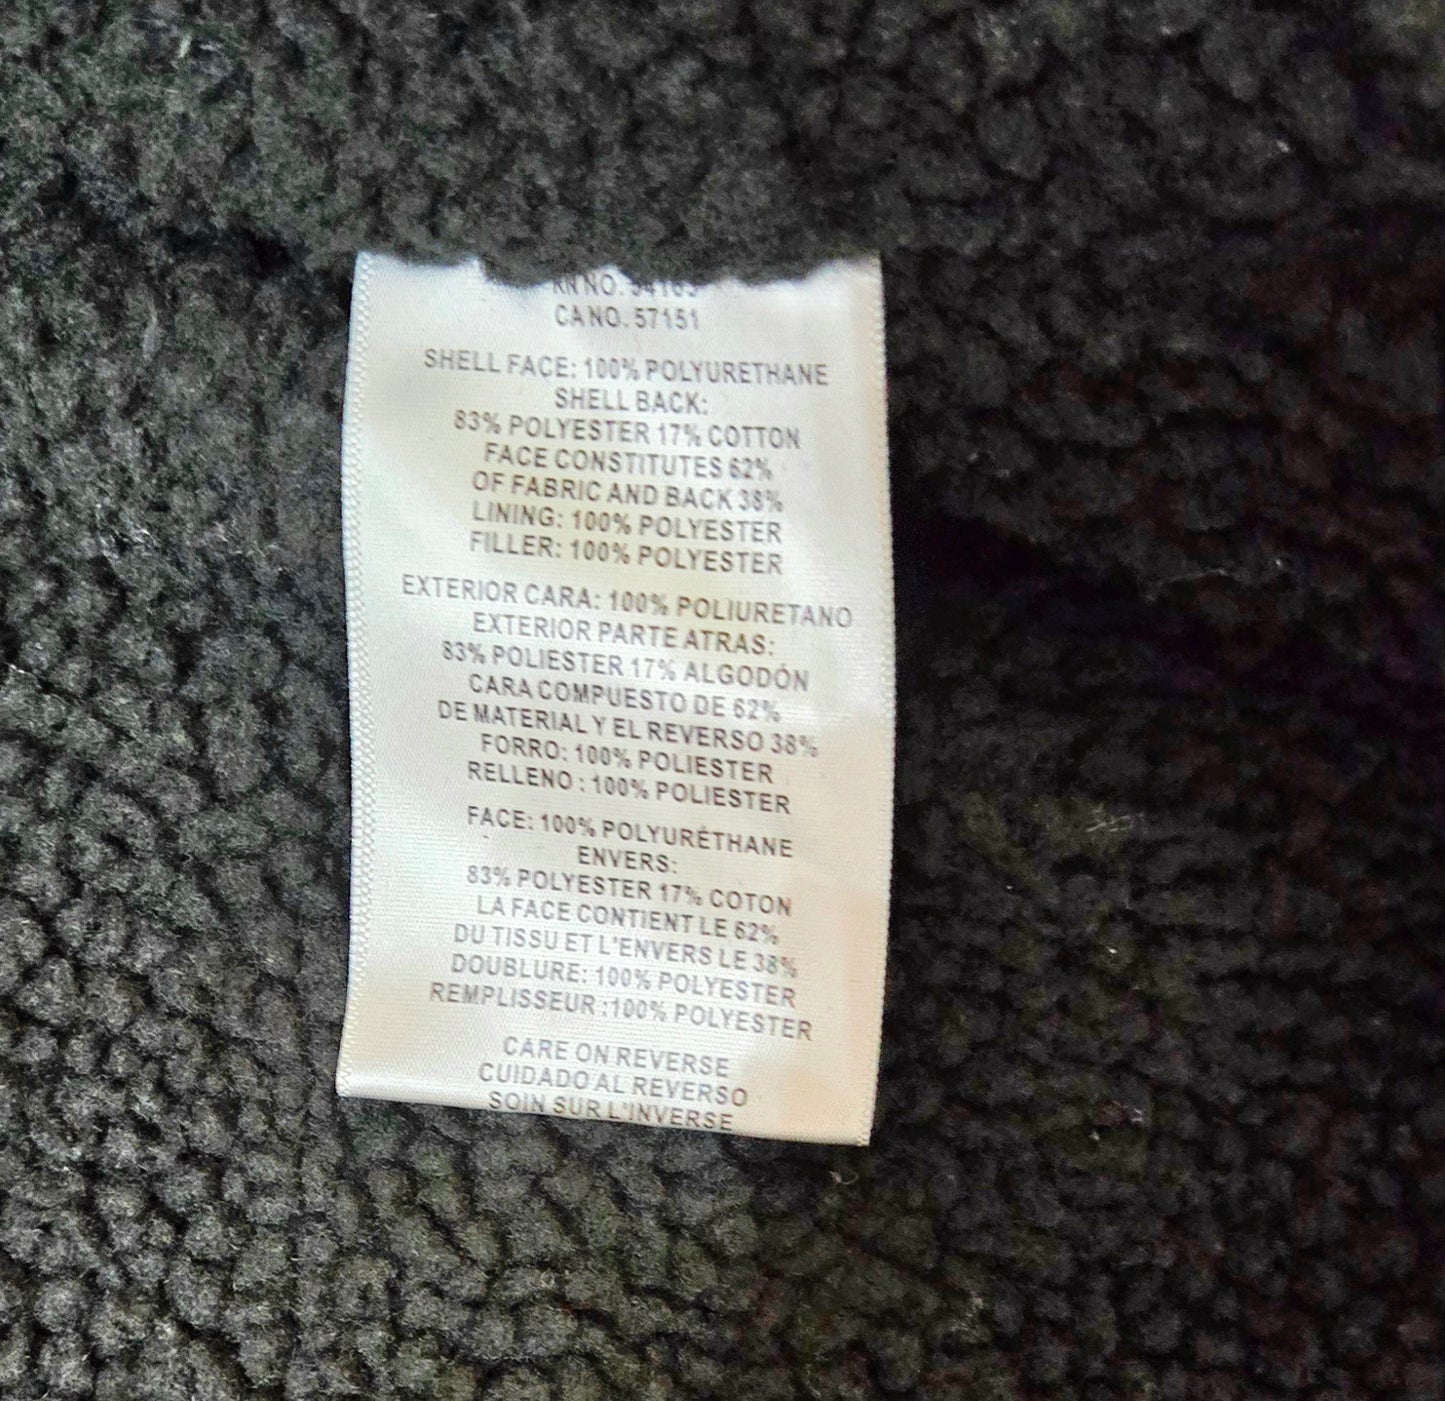 RN NO.
CA NO. 57151
SHELL FACE: 100% POLYURETHANE
SHELL BACK:
83% POLYESTER 17% COTTON
FACE CONSTITUTES 62%
OF FABRIC AND BACK 38%
LINING: 100% POLYESTER
FILLER: 100% POLYESTER
EXTERIOR CARA: 100% POLIURETANO
EXTERIOR PARTE ATRAS:
83% POLIESTER 17% ALGODÓN
CARA COMPUESTO DE 62%
DE MATERIAL Y EL REVERSO 38%
FORRO: 100% POLIESTER
RELLENO : 100% POLIESTER
FACE: 100% POLYURÉTHANE
ENVERS:
83% POLYESTER 17% COTON
LA FACE CONTIENT LE 62%
DU TISSU ET L'ENVERS LE 38%
DOUBLURE: 100% POLYESTER
REMPLISSEUR :100% POLYESTER
CARE ON REVERSE
CUIDADO AL REVERSO
SOIN SUR L'INVERSE